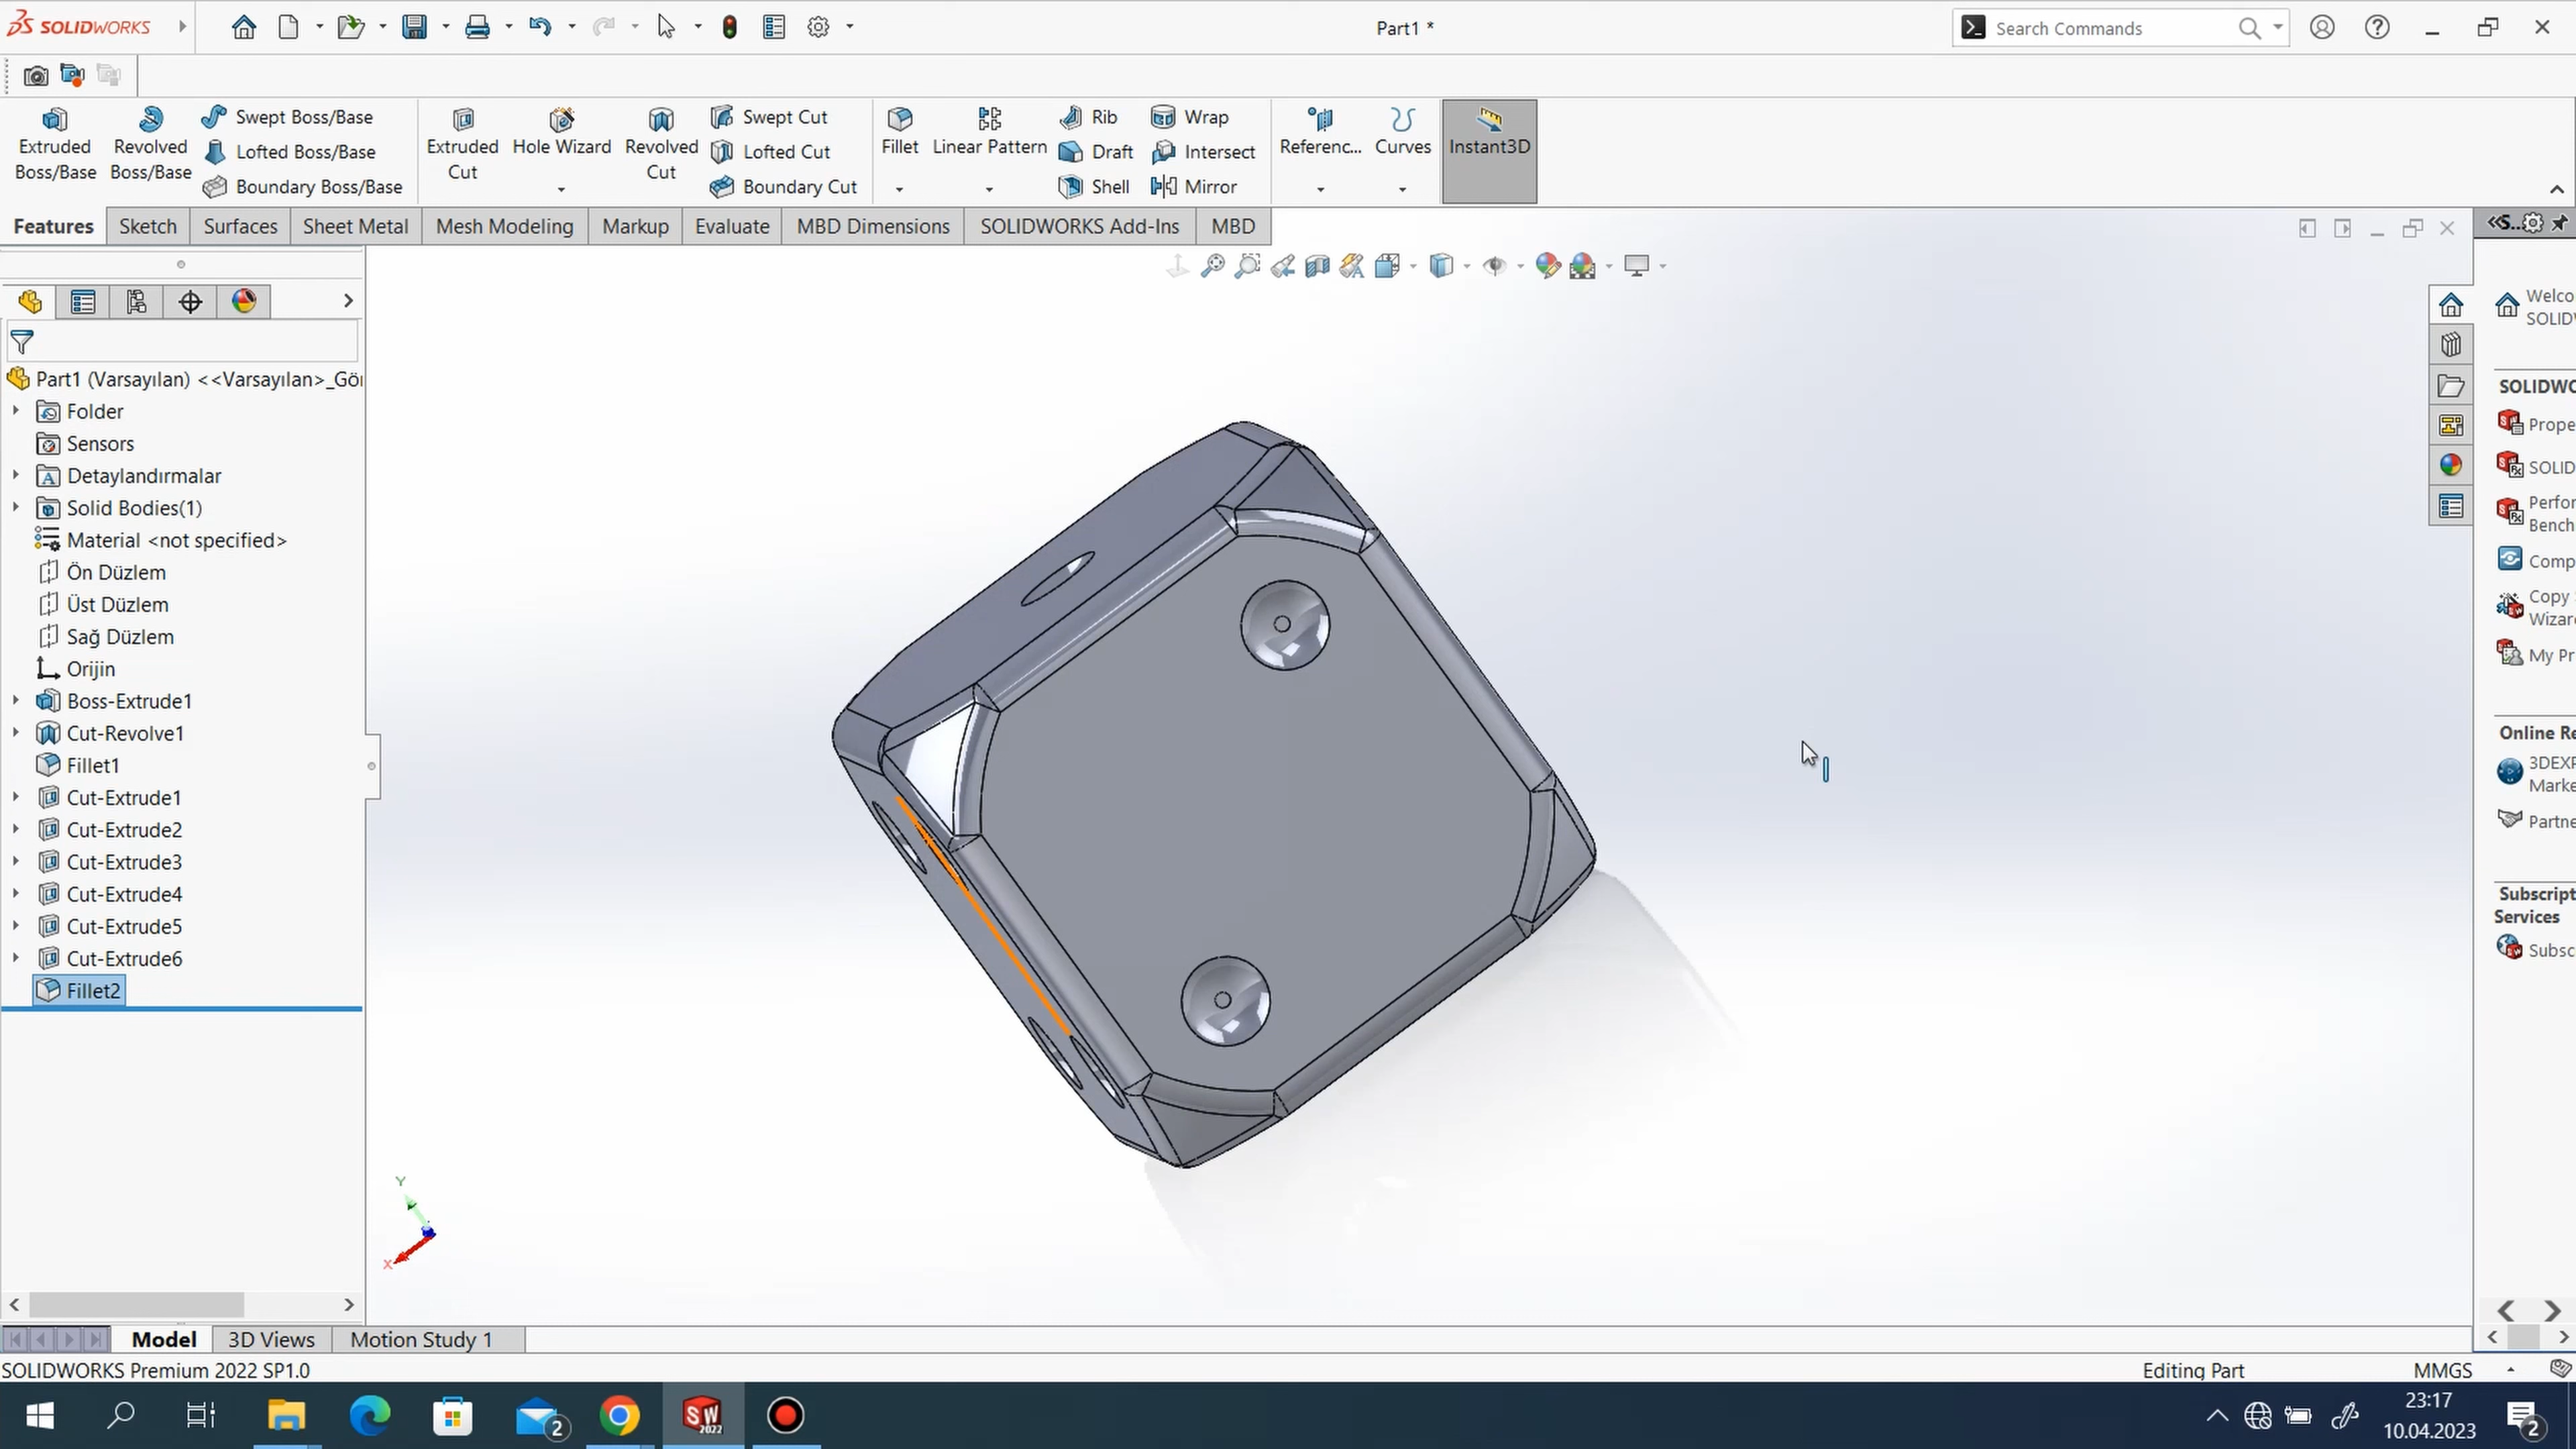 SOLIDWORKS
Part1 *
Search Commands
Extruded Boss/Base
Revolved Boss/Base
Swept Boss/Base
Lofted Boss/Base
Boundary Boss/Base
Extruded Cut
Hole Wizard
Revolved Cut
Swept Cut
Lofted Cut
Boundary Cut
Fillet
Linear Pattern
Rib
Draft
Shell
Wrap
Intersect
Mirror
Referenc...
Curves
Instant3D
Features
Sketch
Surfaces
Sheet Metal
Mesh Modeling
Markup
Evaluate
MBD Dimensions
SOLIDWORKS Add-Ins
MBD
S...
Part1 (Varsayılan) <<Varsayılan>_Gö
Folder
Sensors
Detaylandırmalar
Solid Bodies(1)
Material <not specified>
Ön Düzlem
Üst Düzlem
Sağ Düzlem
Orijin
Boss-Extrude1
Cut-Revolve1
Fillet1
Cut-Extrude1
Cut-Extrude2
Cut-Extrude3
Cut-Extrude4
Cut-Extrude5
Cut-Extrude6
Fillet2
Y
X
Welco
SOLIDW
SOLIDWO
Prope
SOLID
Perfor
Bench
Comp
Copy
Wizar
My Pr
Online Re
3DEXP
Marke
Partne
Subscript
Services
Subsc
Model
3D Views
Motion Study 1
SOLIDWORKS Premium 2022 SP1.0
Editing Part
MMGS
2
SW
2022
23:17
10.04.2023
2